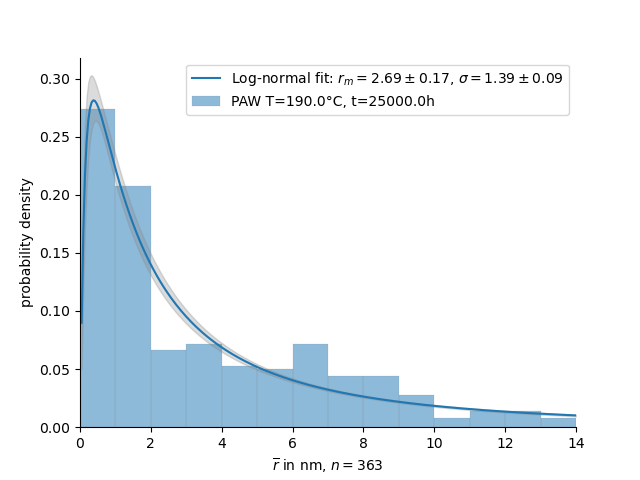 Log-normal fit: r_m = 2.69 ± 0.17, σ = 1.39 ± 0.09
PAW T=190.0°C, t=25000.0h
probability density
0.30
0.25
0.20
0.15
0.10
0.05
0.00
0 2 4 6 8 10 12 14
r̅ in nm, n = 363